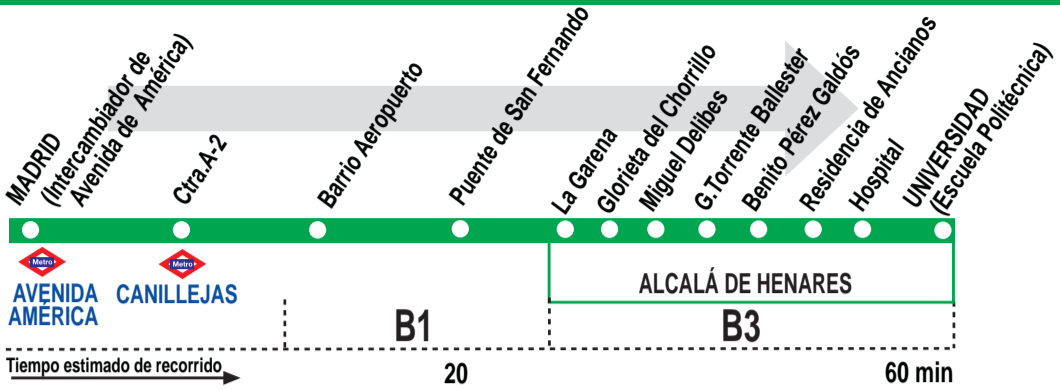 MADRID
(Intercambiador de
Avenida de América)
Ctra.A-2
Barrio Aeropuerto
Puente de San Fernando
La Garena
Glorieta del Chorrillo
Miguel Delibes
G.Torrente Ballester
Benito Pérez Galdós
Residencia de Ancianos
Hospital
UNIVERSIDAD
(Escuela Politécnica)
Metro
AVENIDA
AMÉRICA
Metro
CANILLEJAS
ALCALÁ DE HENARES
B1
B3
Tiempo estimado de recorrido
20
60 min